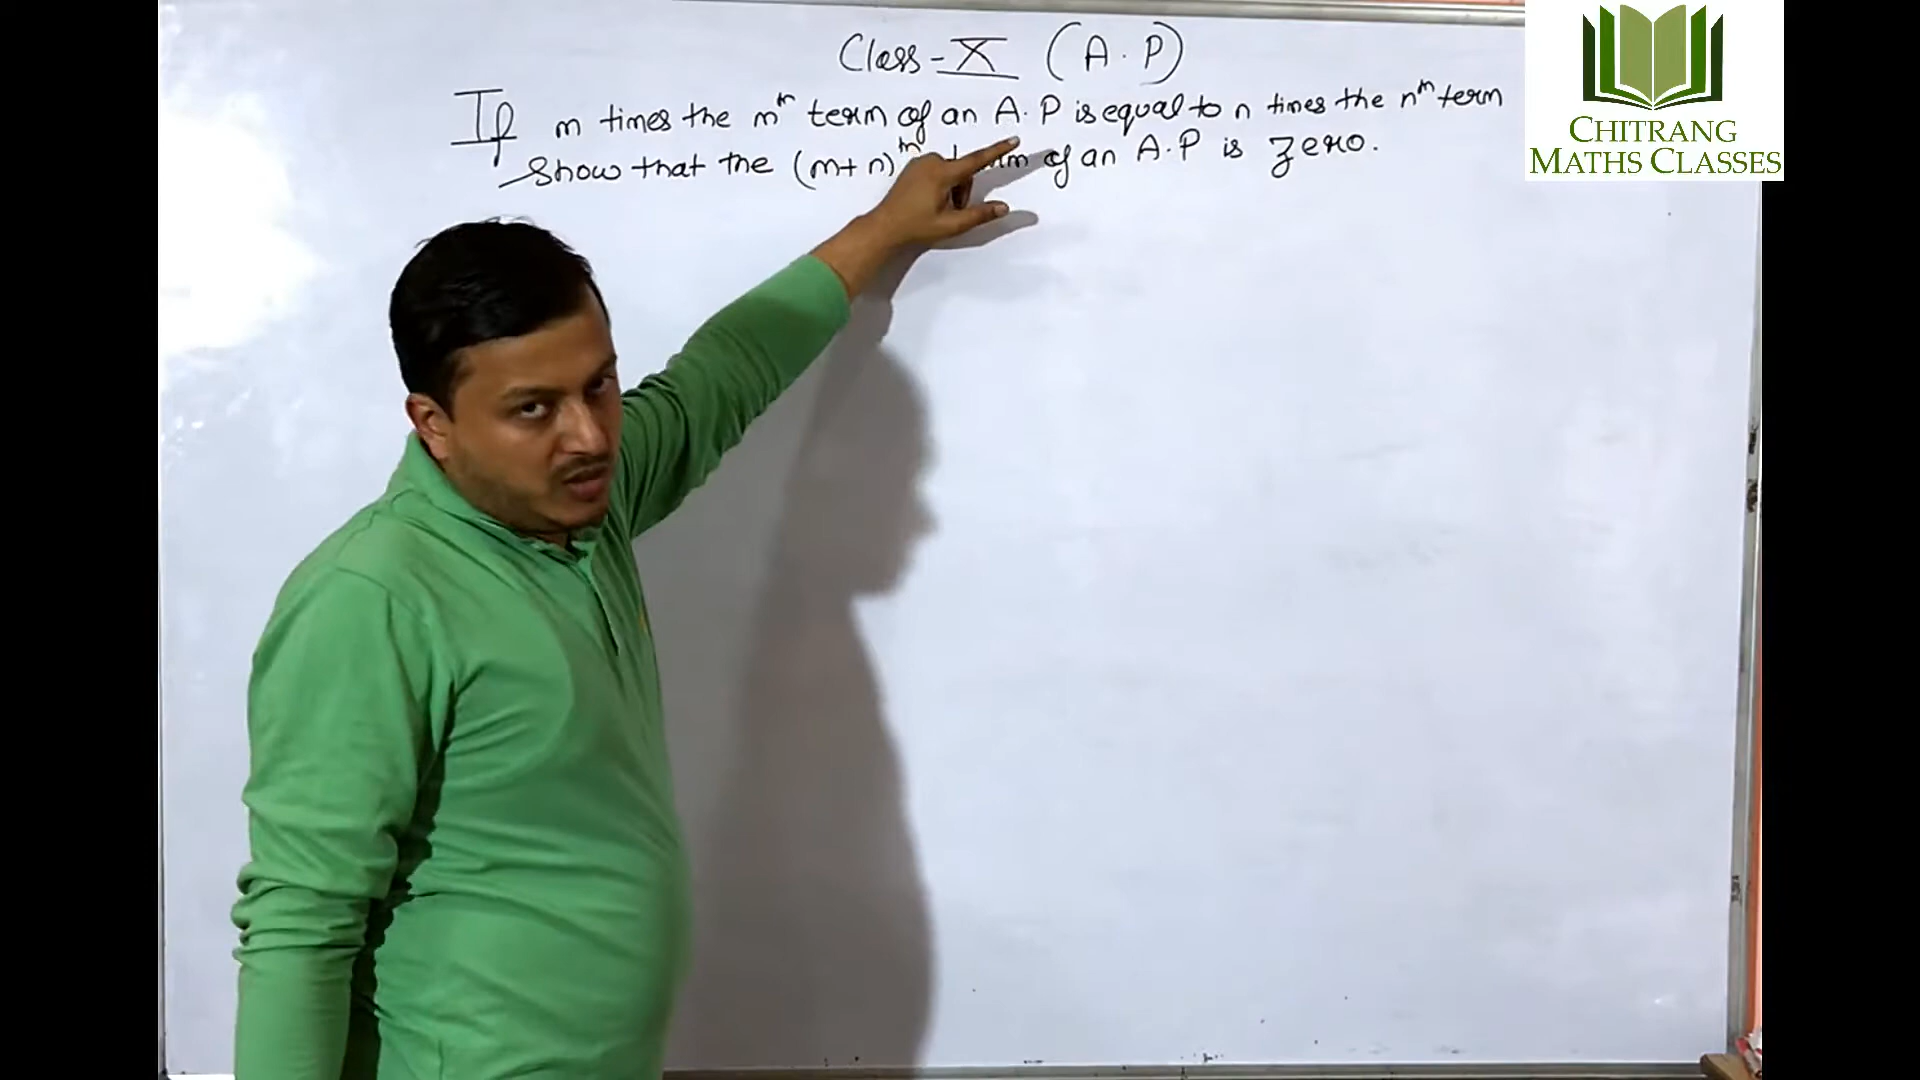 Class - X (A.P)
If m times the mth term of an A.P is equal to n times the nth term
Show that the (m+n)th term of an A.P is zero.
CHITRANG
MATHS CLASSES